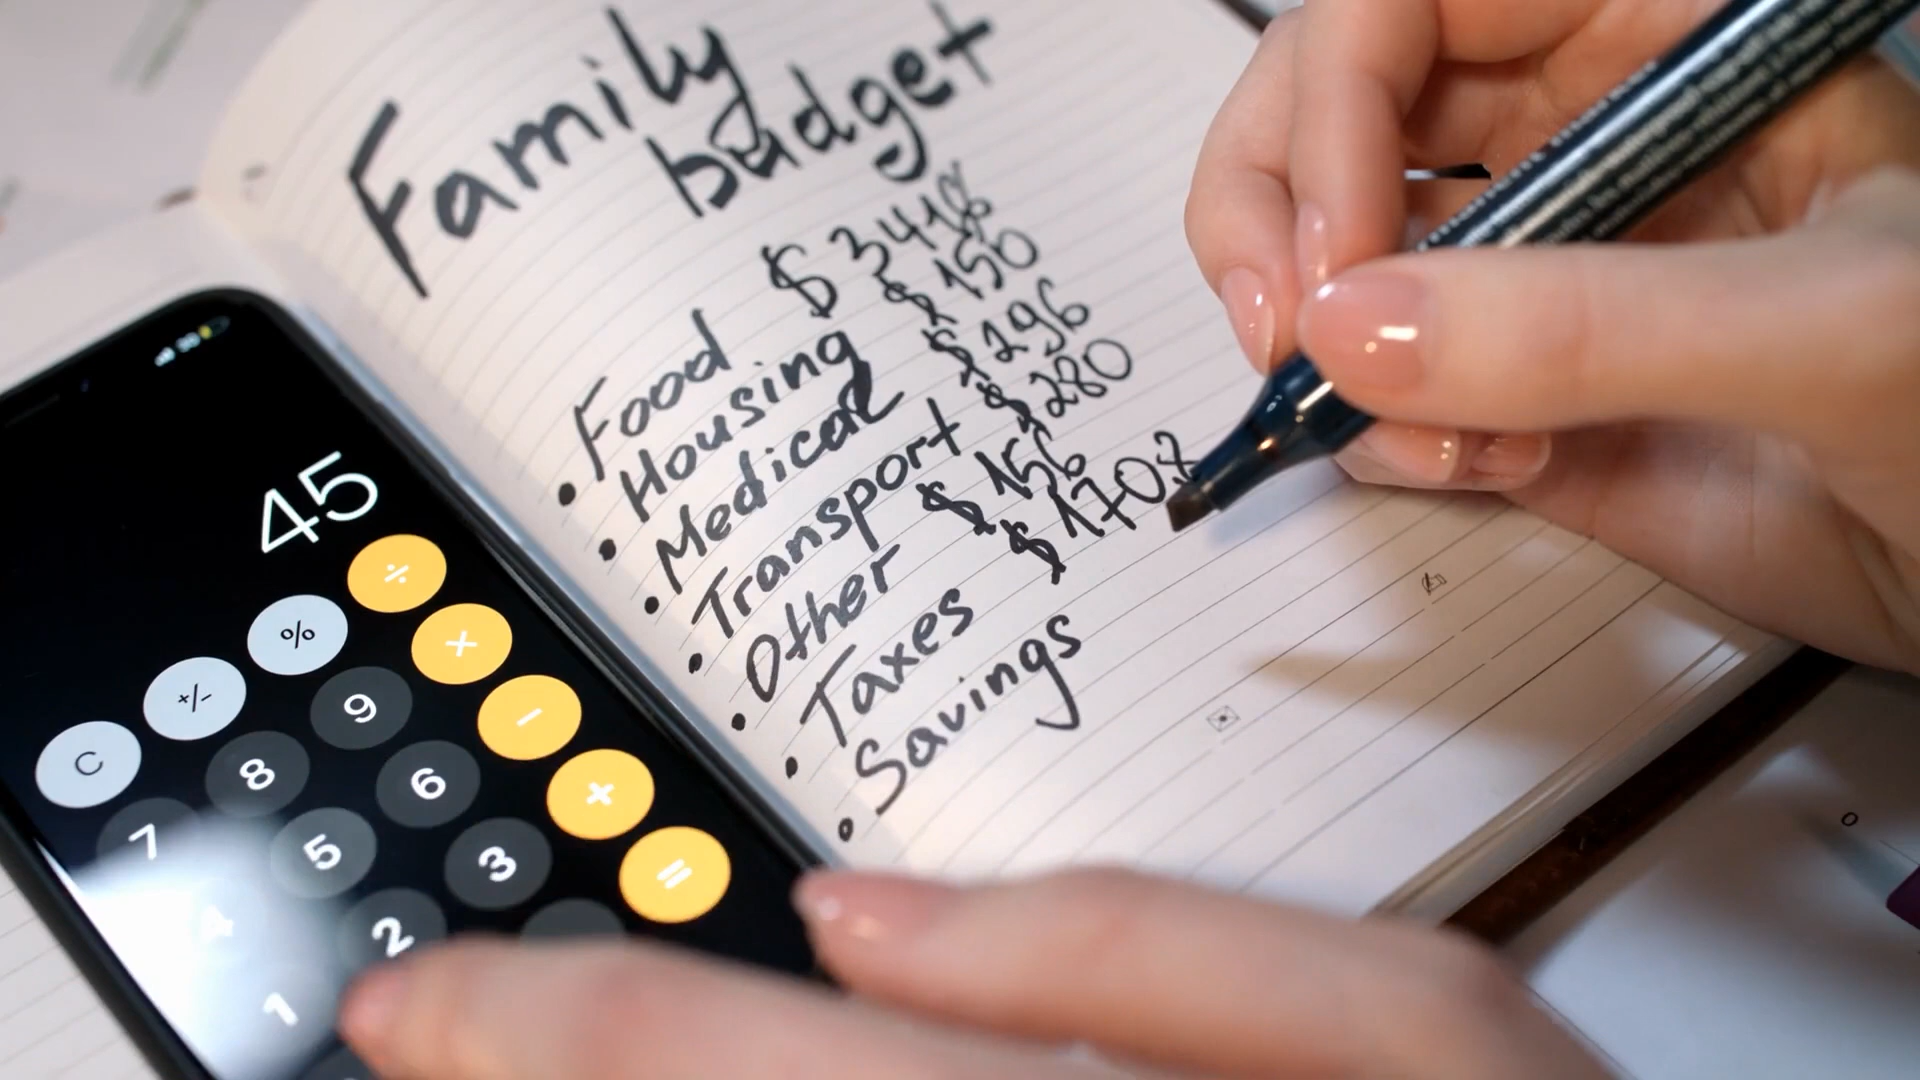 Family
budget
Food $3418
Housing $150
Medical $296
Transport $280
Other $156
Taxes $1708
Savings
45
C +/- % ÷
7 8 9 ×
4 5 6 −
1 2 3 +
=